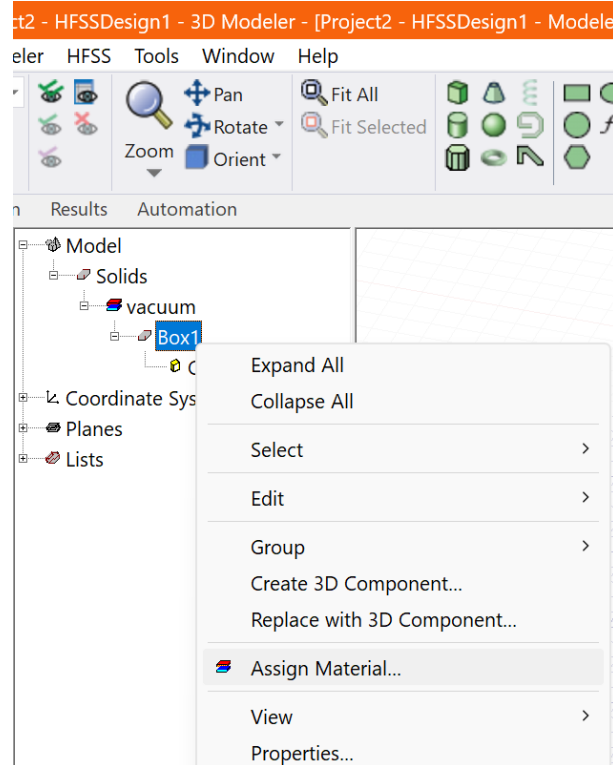 ct2 - HFSSDesign1 - 3D Modeler - [Project2 - HFSSDesign1 - Modele
eler HFSS Tools Window Help
Pan Fit All
Rotate Fit Selected
Zoom Orient
n Results Automation
Model
Solids
vacuum
Box1
C
Coordinate Sys
Planes
Lists
Expand All
Collapse All
Select
Edit
Group
Create 3D Component...
Replace with 3D Component...
Assign Material...
View
Properties...